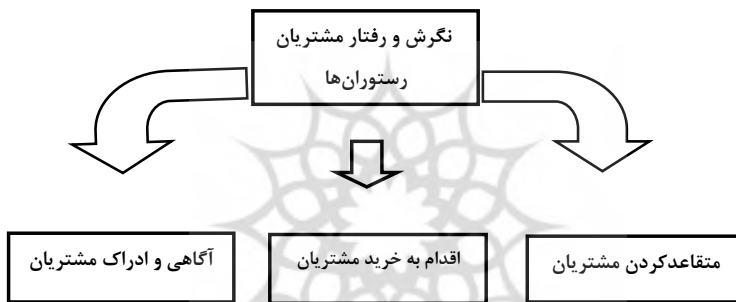 نگرش و رفتار مشتریان
رستوران‌ها
متقاعدکردن مشتریان
اقدام به خرید مشتریان
آگاهی و ادراک مشتریان